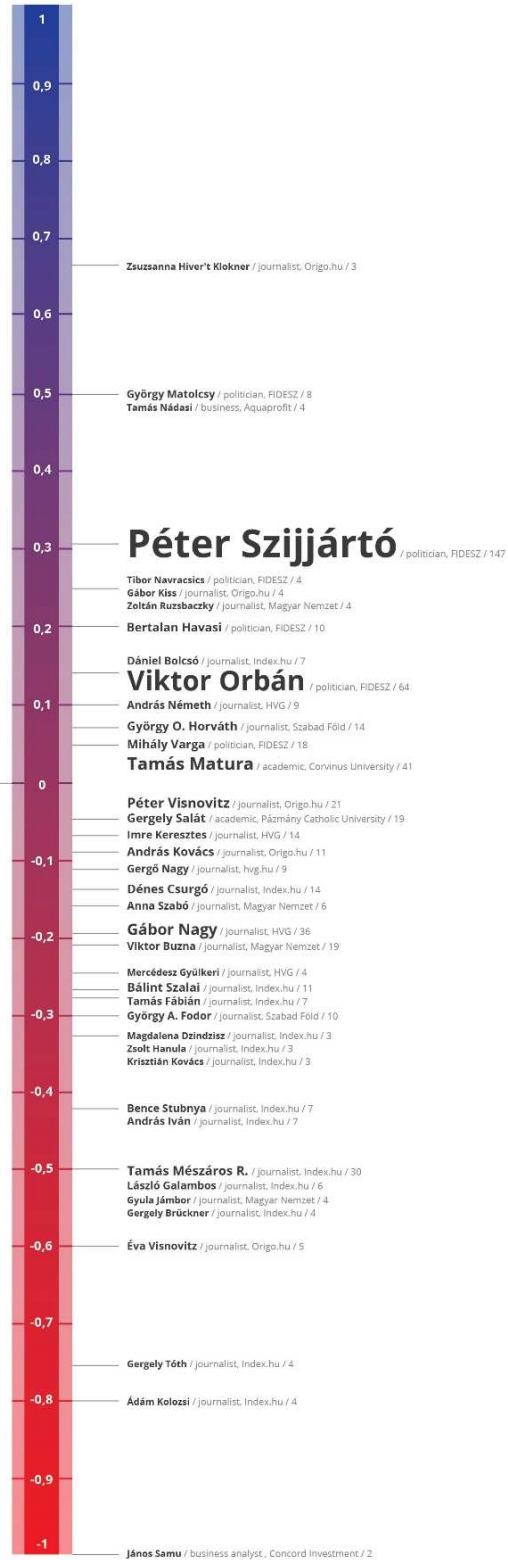 1
0,9
0,8
0,7
Zsuzsanna Hiver't Klokner / journalist, Origo.hu / 3
0,6
0,5
György Matolcsy / politician, FIDESZ / 8
Tamás Nádasi / business, Aquaprofit / 4
0,4
0,3
Péter Szijjártó / politician, FIDESZ / 147
Tibor Navracsics / politician, FIDESZ / 4
Gábor Kiss / journalist, Origo.hu / 4
Zoltán Ruzsbaczky / journalist, Magyar Nemzet / 4
0,2
Bertalan Havasi / politician, FIDESZ / 10
Dániel Bolcsó / journalist, Index.hu / 7
Viktor Orbán / politician, FIDESZ / 64
0,1
András Németh / journalist, HVG / 9
György O. Horváth / journalist, Szabad Föld / 14
Mihály Varga / politician, FIDESZ / 18
Tamás Matura / academic, Corvinus University / 41
0
Péter Visnovitz / journalist, Origo.hu / 21
Gergely Salát / academic, Pázmány Catholic University / 19
Imre Keresztes / journalist, HVG / 14
András Kovács / journalist, Origo.hu / 11
-0,1
Gergő Nagy / journalist, hvg.hu / 9
Dénes Csurgó / journalist, Index.hu / 14
Anna Szabó / journalist, Magyar Nemzet / 6
Gábor Nagy / journalist, HVG / 36
-0,2
Viktor Buzna / journalist, Magyar Nemzet / 19
Mercédesz Gyülkeri / journalist, HVG / 4
Bálint Szalai / journalist, Index.hu / 11
Tamás Fábián / journalist, Index.hu / 7
-0,3
György A. Fodor / journalist, Szabad Föld / 10
Magdalena Dzindzisz / journalist, Index.hu / 3
Zsolt Hanula / journalist, Index.hu / 3
Krisztián Kovács / journalist, Index.hu / 3
-0,4
Bence Stubnya / journalist, Index.hu / 7
András Iván / journalist, Index.hu / 7
-0,5
Tamás Mészáros R. / journalist, Index.hu / 30
László Galambos / journalist, Index.hu / 6
Gyula Jámbor / journalist, Magyar Nemzet / 4
Gergely Brückner / journalist, Index.hu / 4
-0,6
Éva Visnovitz / journalist, Origo.hu / 5
-0,7
Gergely Tóth / journalist, Index.hu / 4
-0,8
Ádám Kolozsi / journalist, Index.hu / 4
-0,9
-1
János Samu / business analyst , Concord Investment / 2